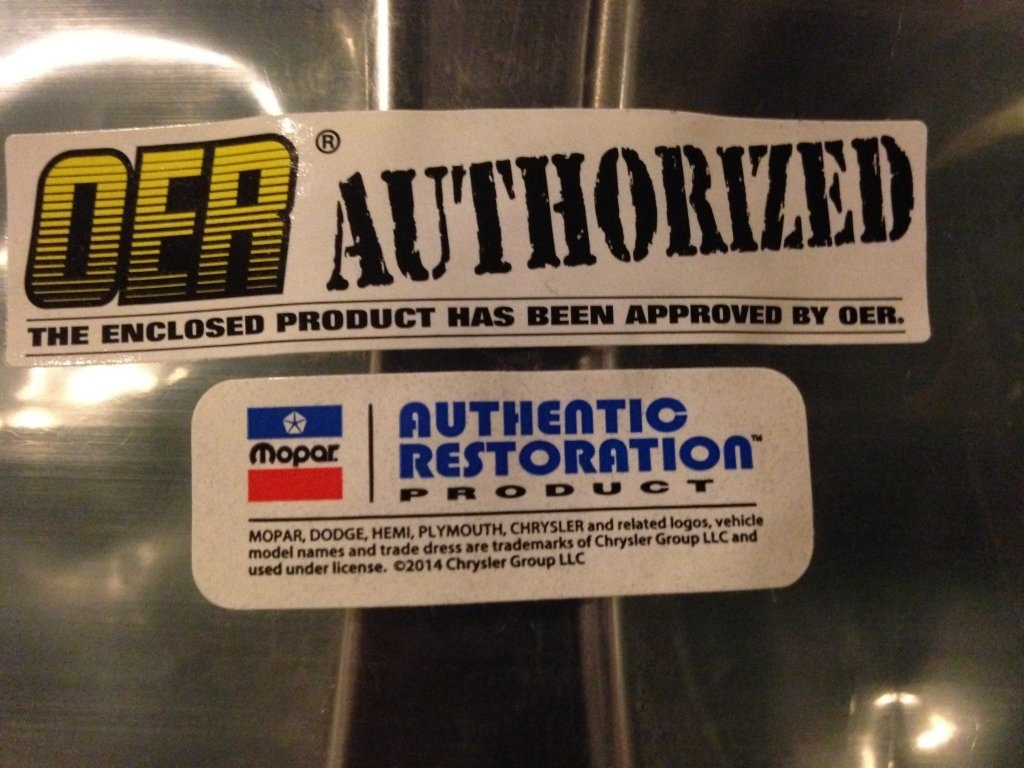 OER® AUTHORIZED
THE ENCLOSED PRODUCT HAS BEEN APPROVED BY OER.
Mopar
AUTHENTIC
RESTORATION™
PRODUCT
MOPAR, DODGE, HEMI, PLYMOUTH, CHRYSLER and related logos, vehicle
model names and trade dress are trademarks of Chrysler Group LLC and
used under license. ©2014 Chrysler Group LLC